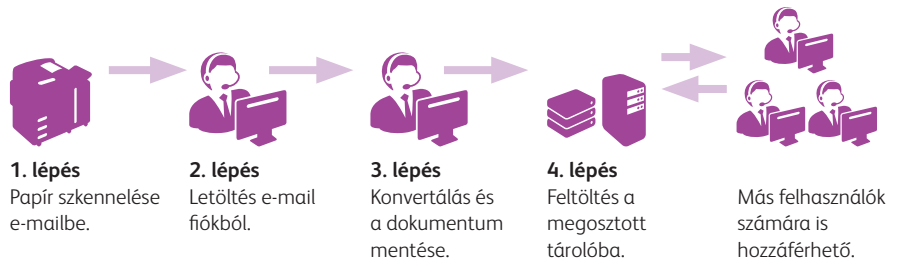 1. lépés
Papír szkennelése
e-mailbe.
2. lépés
Letöltés e-mail
fiókból.
3. lépés
Konvertálás és
a dokumentum
mentése.
4. lépés
Feltöltés a
megosztott
tárolóba.
Más felhasználók
számára is
hozzáférhető.